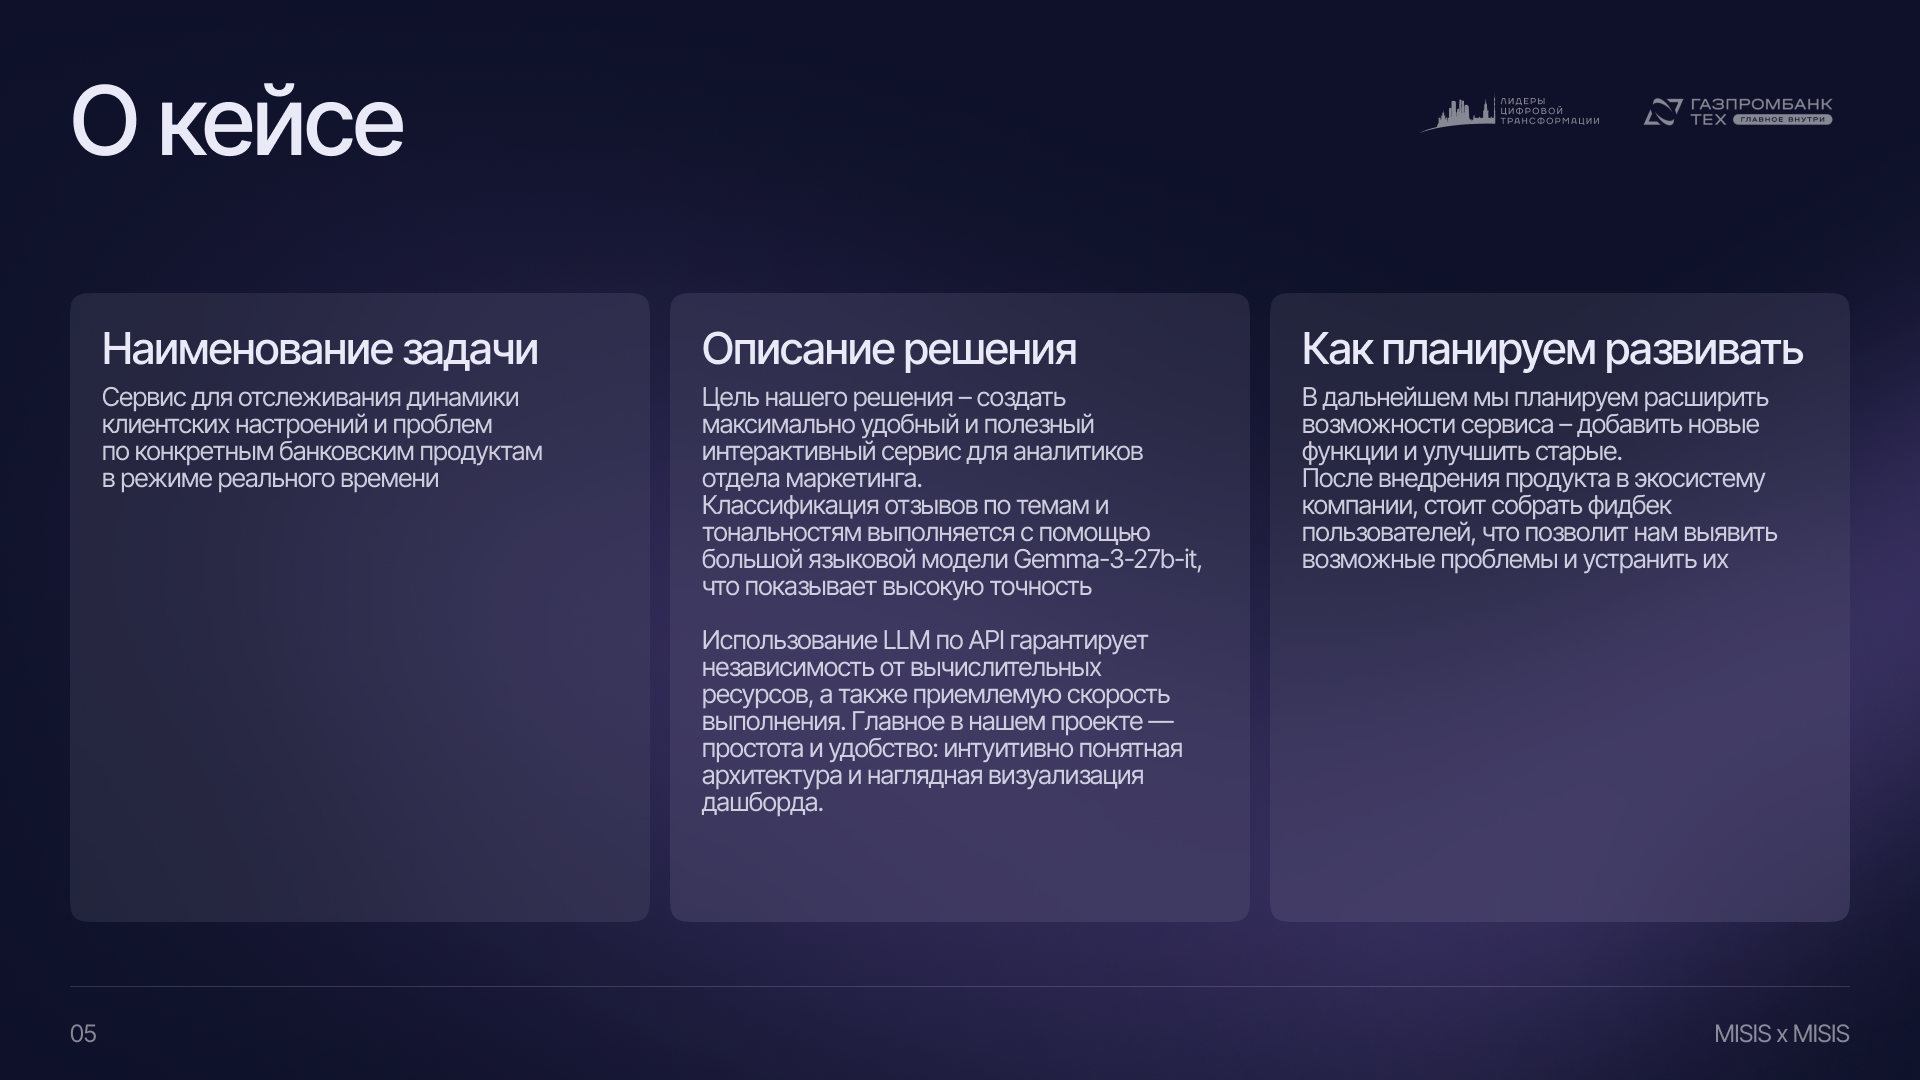 О кейсе
ЛИДЕРЫ
ЦИФРОВОЙ
ТРАНСФОРМАЦИИ
ГАЗПРОМБАНК
ТЕХ ГЛАВНОЕ ВНУТРИ
Наименование задачи
Сервис для отслеживания динамики
клиентских настроений и проблем
по конкретным банковским продуктам
в режиме реального времени
Описание решения
Цель нашего решения – создать
максимально удобный и полезный
интерактивный сервис для аналитиков
отдела маркетинга.
Классификация отзывов по темам и
тональностям выполняется с помощью
большой языковой модели Gemma-3-27b-it,
что показывает высокую точность
Использование LLM по API гарантирует
независимость от вычислительных
ресурсов, а также приемлемую скорость
выполнения. Главное в нашем проекте —
простота и удобство: интуитивно понятная
архитектура и наглядная визуализация
дашборда.
Как планируем развивать
В дальнейшем мы планируем расширить
возможности сервиса – добавить новые
функции и улучшить старые.
После внедрения продукта в экосистему
компании, стоит собрать фидбек
пользователей, что позволит нам выявить
возможные проблемы и устранить их
05
MISIS x MISIS